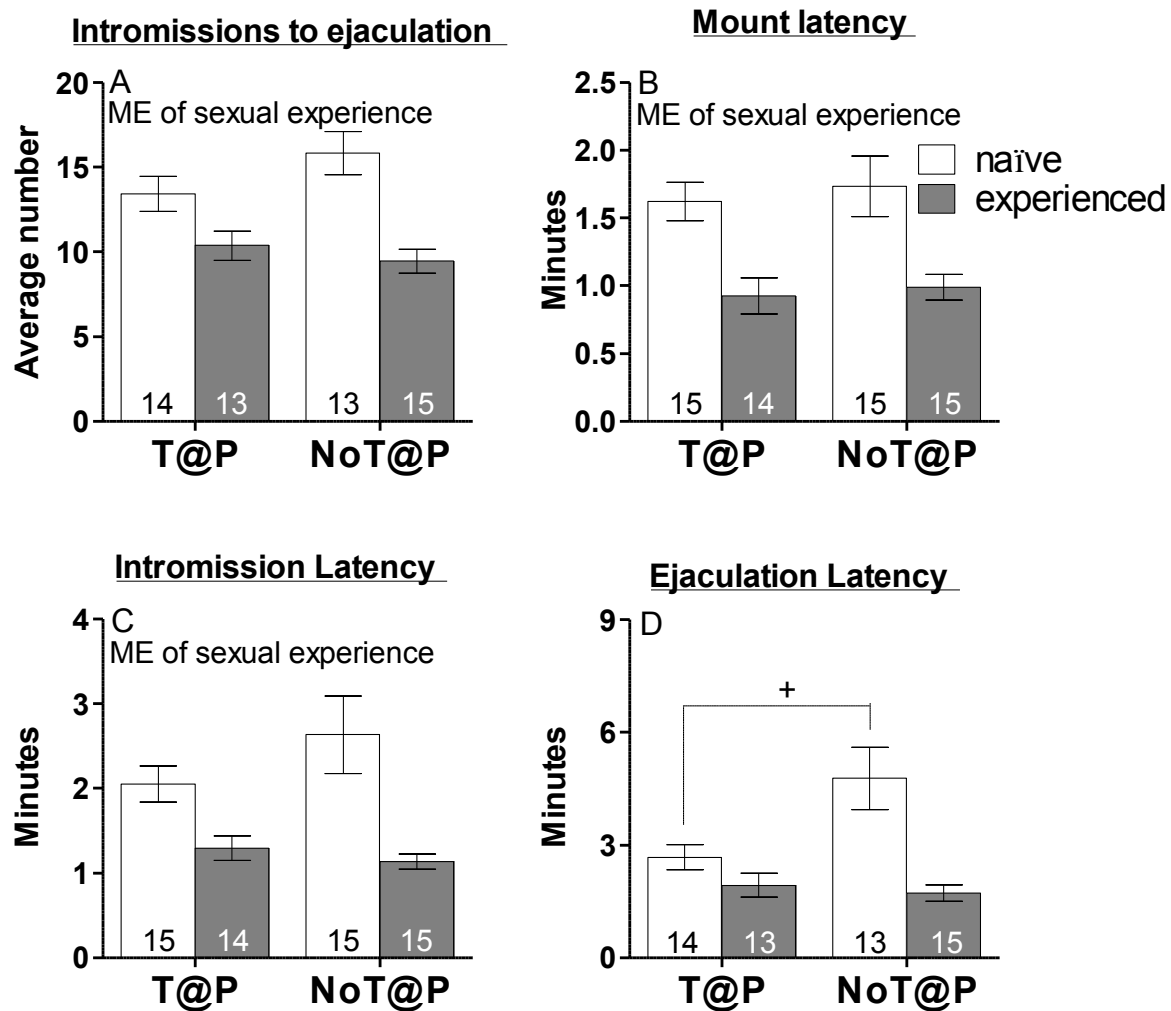 Intromissions to ejaculation
A
ME of sexual experience
Average number
20
15
10
5
0
14
13
13
15
T@P
NoT@P
Mount latency
B
ME of sexual experience
naïve
experienced
Minutes
2.5
2.0
1.5
1.0
0.5
0.0
15
14
15
15
T@P
NoT@P
Intromission Latency
C
ME of sexual experience
Minutes
4
3
2
1
0
15
14
15
15
T@P
NoT@P
Ejaculation Latency
D
+
Minutes
9
6
3
0
14
13
13
15
T@P
NoT@P